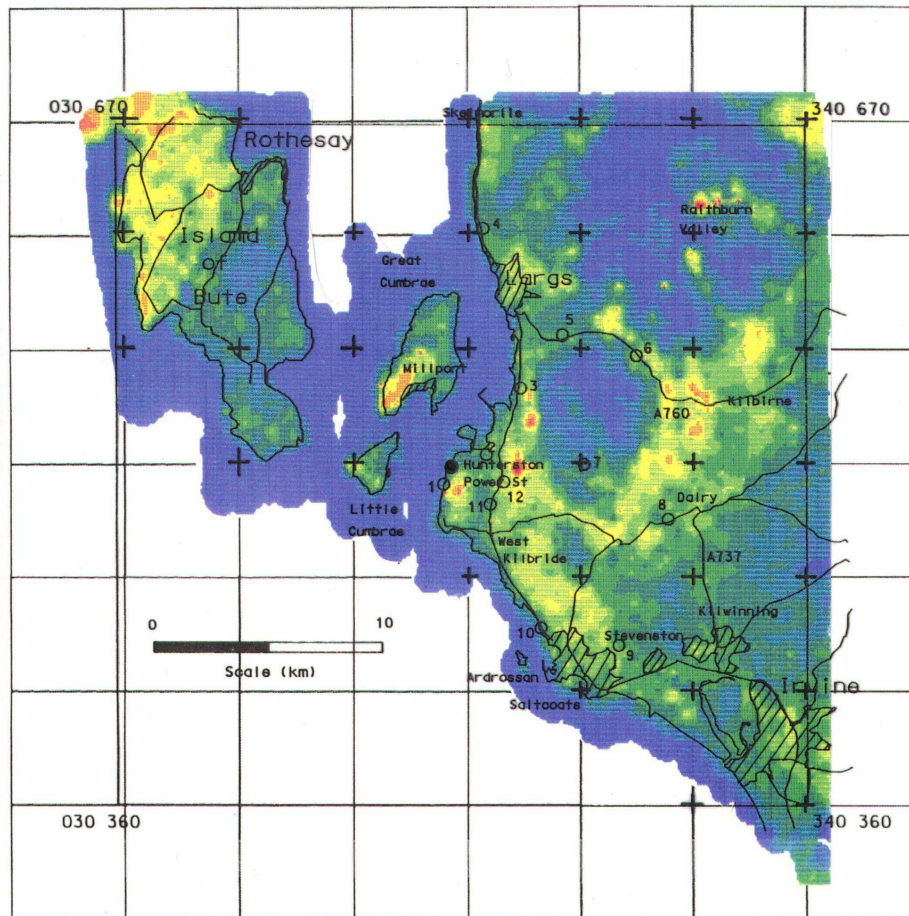 030 670
340 670
Skelmorlie
Rothesay
4
Raithburn
Valley
Island
of
Bute
Great
Cumbrae
Largs
5
6
Millport
3
A760
Kilbirne
Hunterston
Power St
7
1
12
11
Dalry
8
Little
Cumbrae
West
Kilbride
A737
Kilwinning
0
10
Scale (km)
10
Stevenston
9
Ardrossan
Saltcoats
Irvine
030 360
340 360